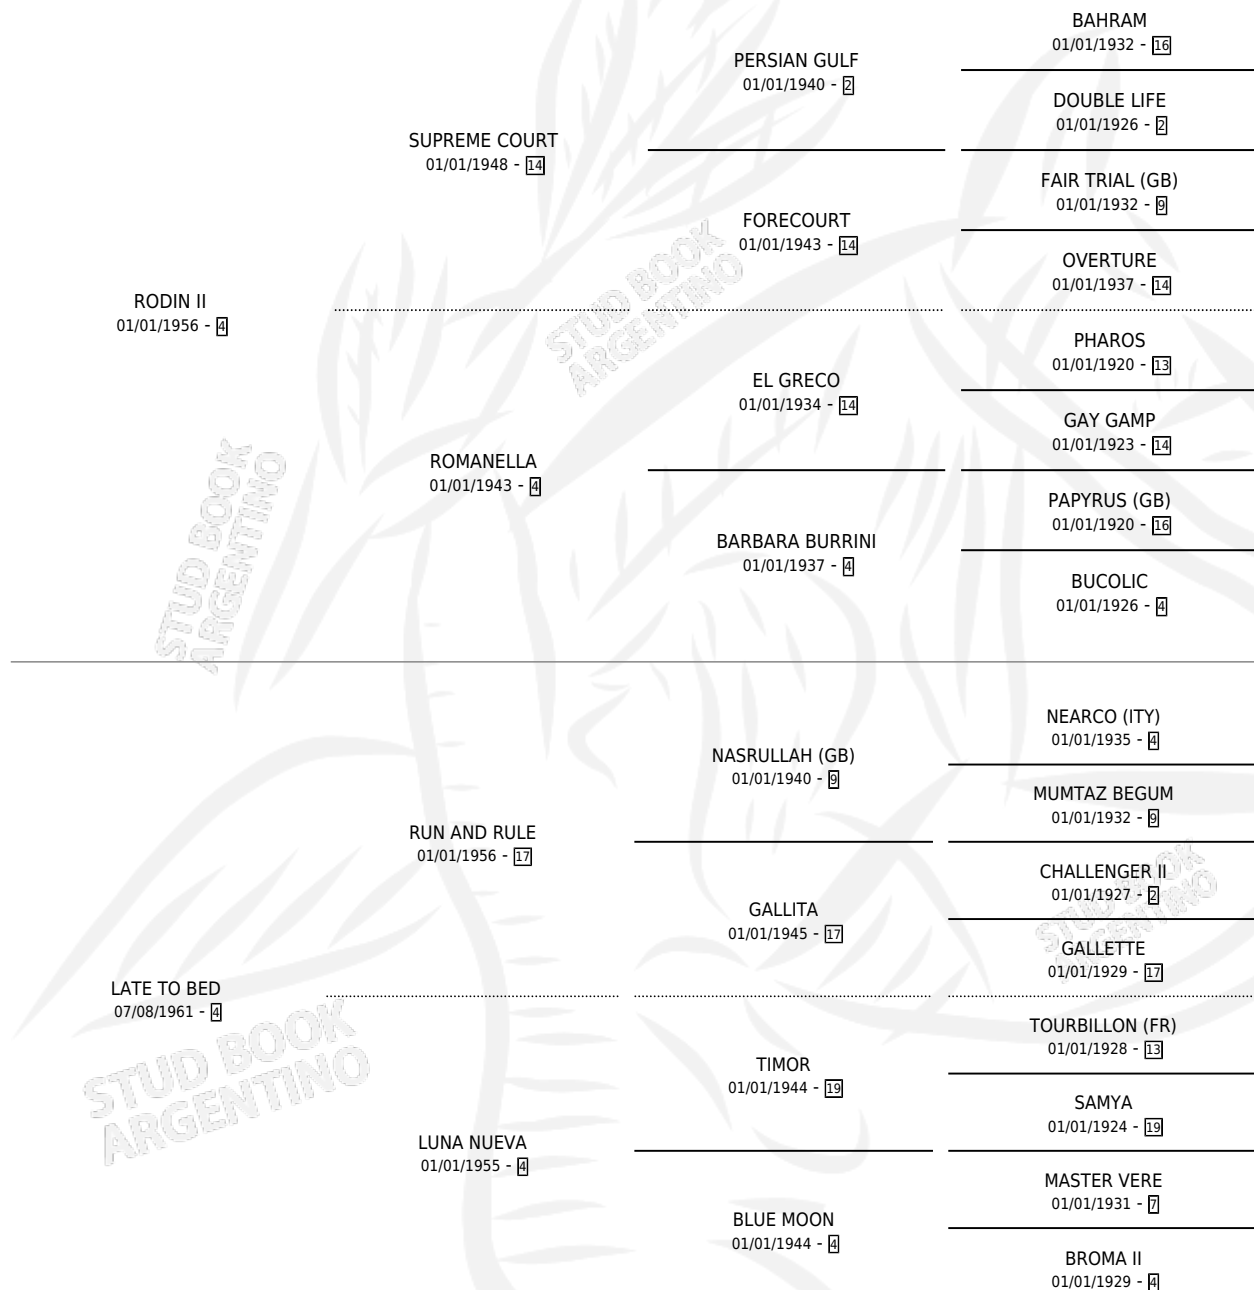 BAHRAM
01/01/1932 - 16
PERSIAN GULF
01/01/1940 - 2
DOUBLE LIFE
01/01/1926 - 2
SUPREME COURT
01/01/1948 - 14
FAIR TRIAL (GB)
01/01/1932 - 9
FORECOURT
01/01/1943 - 14
OVERTURE
01/01/1937 - 14
RODIN II
01/01/1956 - 4
PHAROS
01/01/1920 - 13
EL GRECO
01/01/1934 - 14
GAY GAMP
01/01/1923 - 14
ROMANELLA
01/01/1943 - 4
PAPYRUS (GB)
01/01/1920 - 16
BARBARA BURRINI
01/01/1937 - 4
BUCOLIC
01/01/1926 - 4
NEARCO (ITY)
01/01/1935 - 4
NASRULLAH (GB)
01/01/1940 - 9
MUMTAZ BEGUM
01/01/1932 - 9
RUN AND RULE
01/01/1956 - 17
CHALLENGER II
01/01/1927 - 2
GALLITA
01/01/1945 - 17
GALLETTE
01/01/1929 - 17
LATE TO BED
07/08/1961 - 4
TOURBILLON (FR)
01/01/1928 - 13
TIMOR
01/01/1944 - 19
SAMYA
01/01/1924 - 19
LUNA NUEVA
01/01/1955 - 4
MASTER VERE
01/01/1931 - 7
BLUE MOON
01/01/1944 - 4
BROMA II
01/01/1929 - 4
STUD BOOK
ARGENTINO
STUD BOOK
ARGENTINO
STUD BOOK
ARGENTINO
STUD BOOK
ARGENTINO